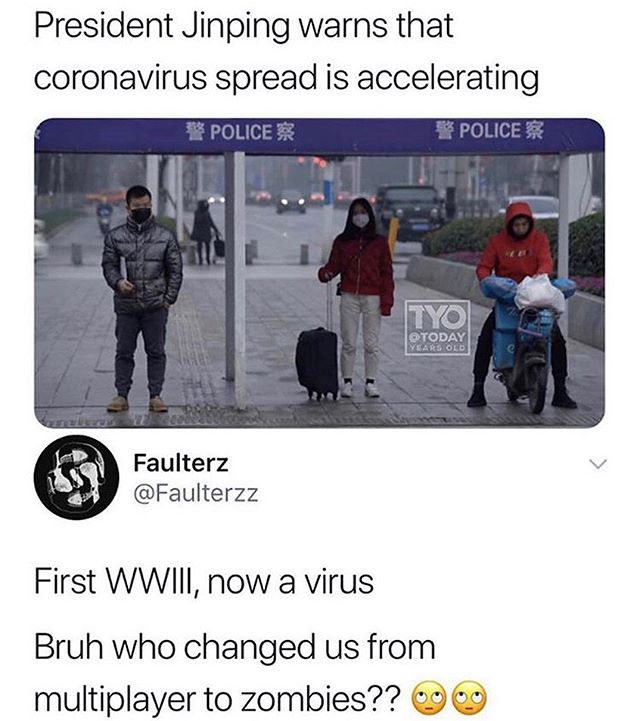 President Jinping warns that
coronavirus spread is accelerating
警 POLICE 察
警 POLICE 察
TYO
@TODAY
YEARS OLD
Faulterz
@Faulterzz
First WWIII, now a virus
Bruh who changed us from
multiplayer to zombies?? 🙄🙄